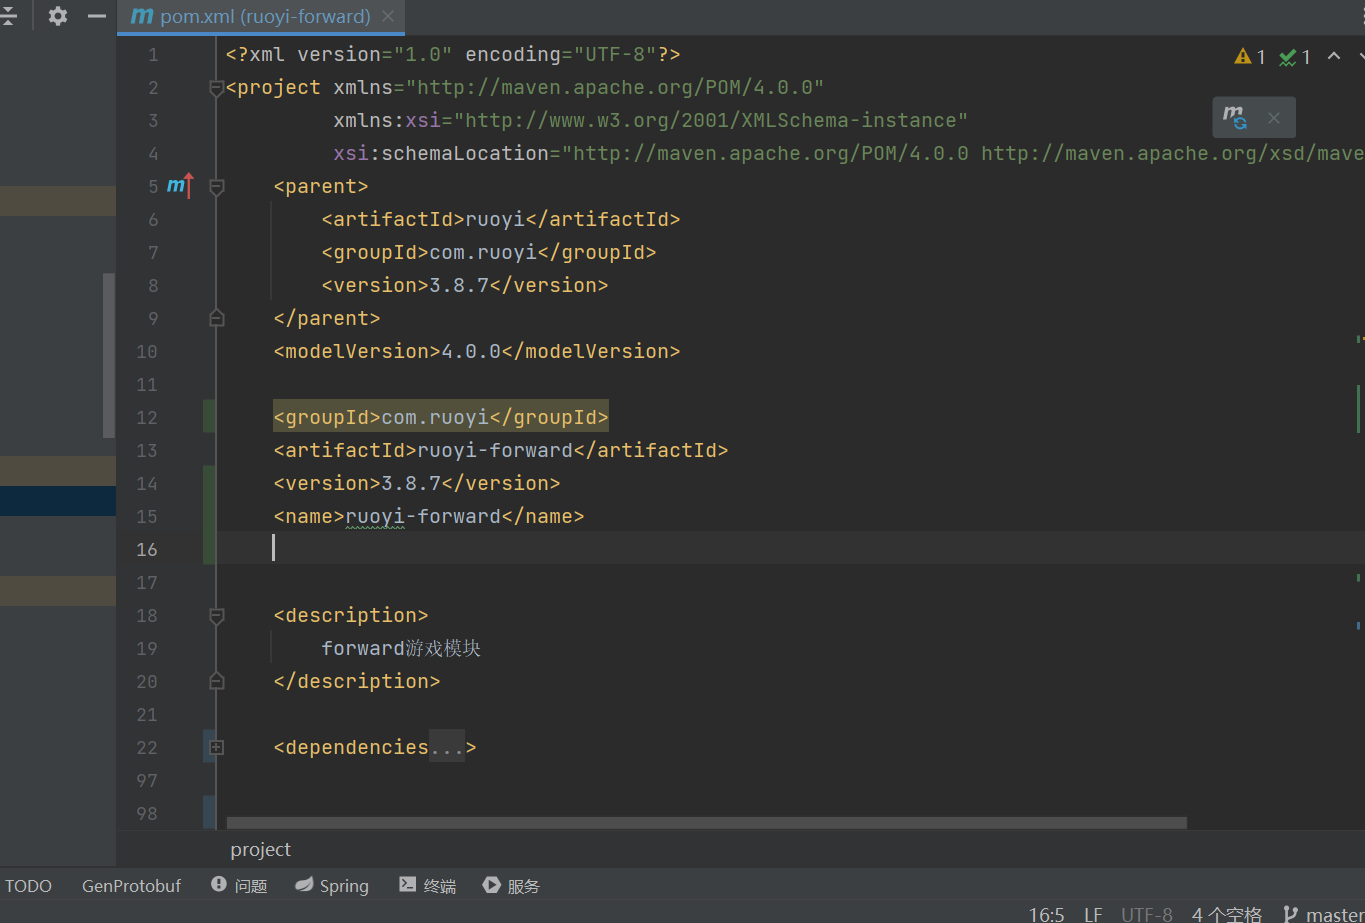 m pom.xml (ruoyi-forward)
1 <?xml version="1.0" encoding="UTF-8"?>
1 1
2 <project xmlns="http://maven.apache.org/POM/4.0.0"
3 xmlns:xsi="http://www.w3.org/2001/XMLSchema-instance"
m
4 xsi:schemaLocation="http://maven.apache.org/POM/4.0.0 http://maven.apache.org/xsd/mave
5 m <parent>
6 <artifactId>ruoyi</artifactId>
7 <groupId>com.ruoyi</groupId>
8 <version>3.8.7</version>
9 </parent>
10 <modelVersion>4.0.0</modelVersion>
11
12 <groupId>com.ruoyi</groupId>
13 <artifactId>ruoyi-forward</artifactId>
14 <version>3.8.7</version>
15 <name>ruoyi-forward</name>
16
17
18 <description>
19 forward游戏模块
20 </description>
21
22 <dependencies...>
97
98
project
TODO GenProtobuf 问题 Spring 终端 服务
16:5 LF UTF-8 4 个空格 master